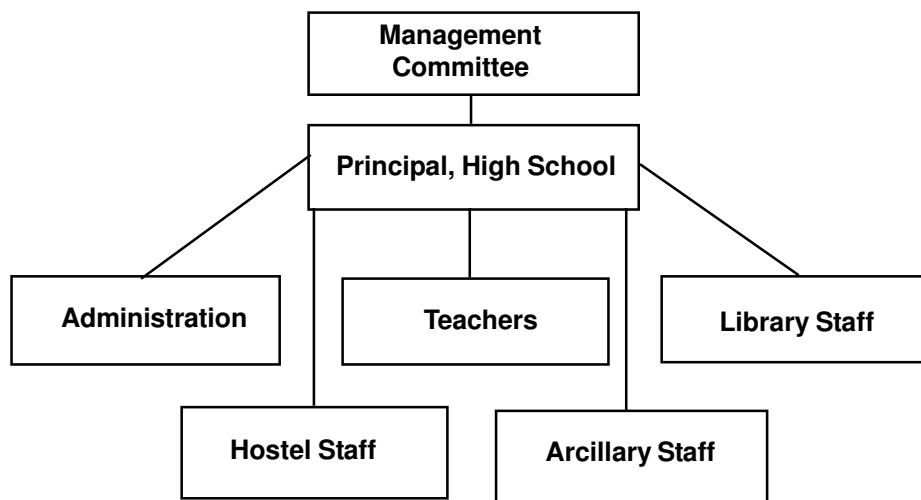 Management
Committee
Principal, High School
Administration
Teachers
Library Staff
Hostel Staff
Arcillary Staff